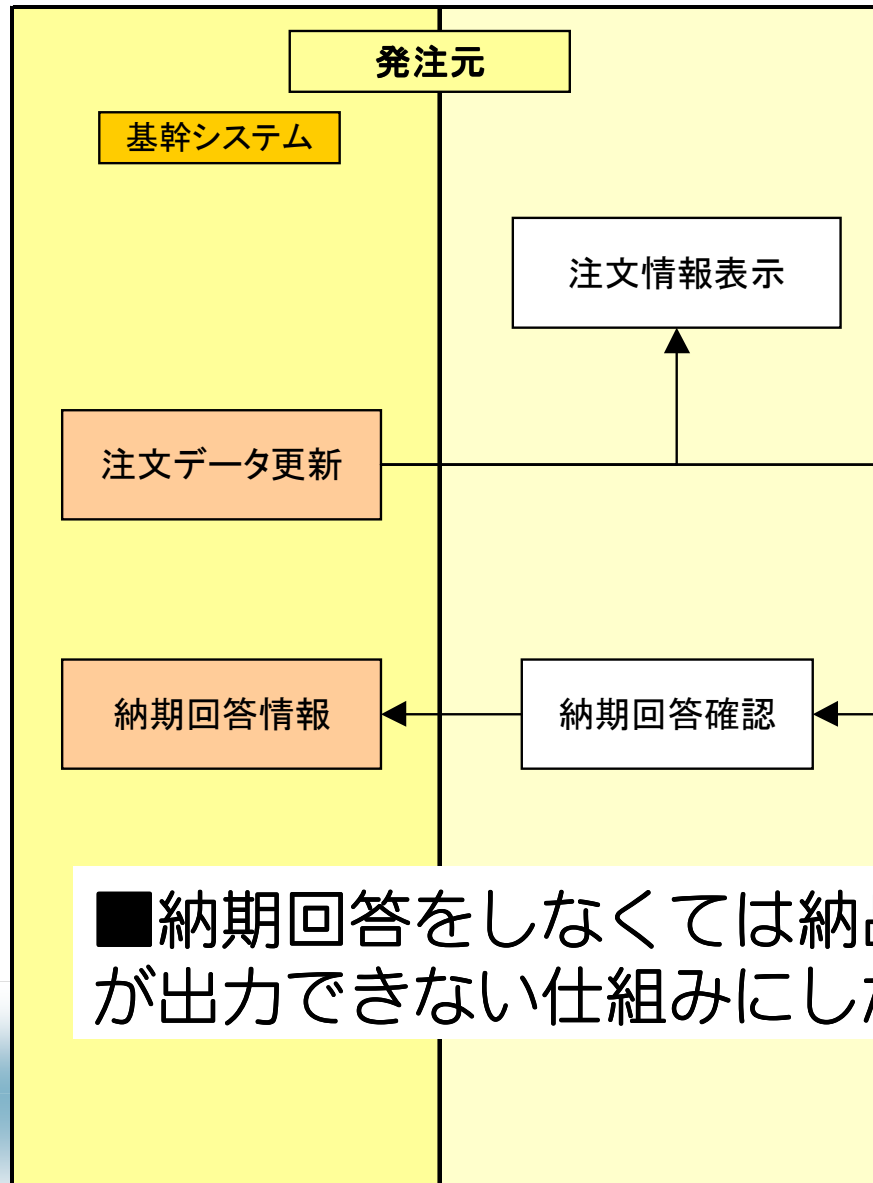 発注元
基幹システム
注文情報表示
注文データ更新
納期回答情報
納期回答確認
■納期回答をしなくては納
が出力できない仕組みにし